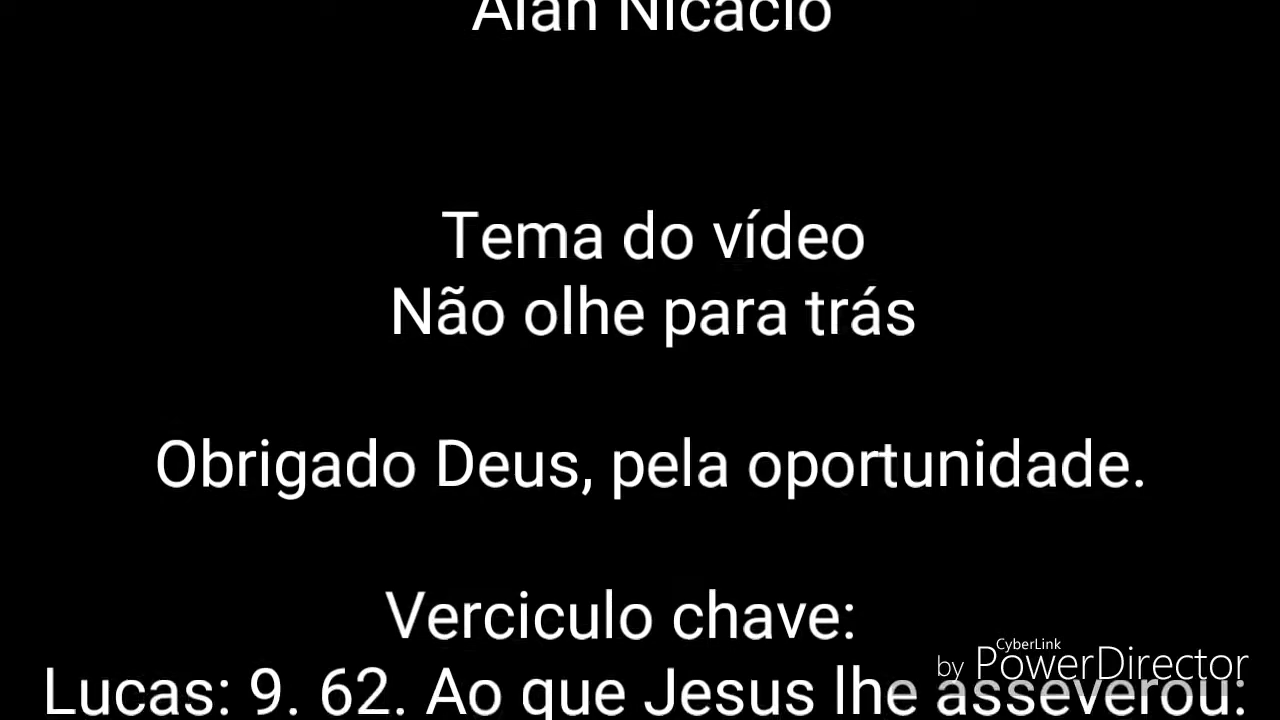 Alan Nicácio
Tema do vídeo
Não olhe para trás
Obrigado Deus, pela oportunidade.
Verciculo chave:
CyberLink
by PowerDirector
Lucas: 9. 62. Ao que Jesus lhe asseverou: